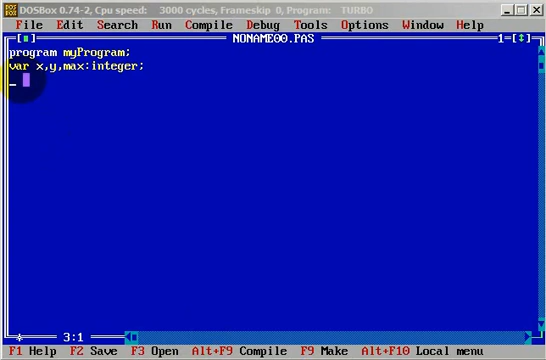 DOSBox 0.74-2, Cpu speed: 3000 cycles, Frameskip 0, Program: TURBO
File Edit Search Run Compile Debug Tools Options Window Help
NONAME00.PAS 1=[↕]
program myProgram;
var x,y,max:integer;
_
* 3:1
F1 Help F2 Save F3 Open Alt+F9 Compile F9 Make Alt+F10 Local menu